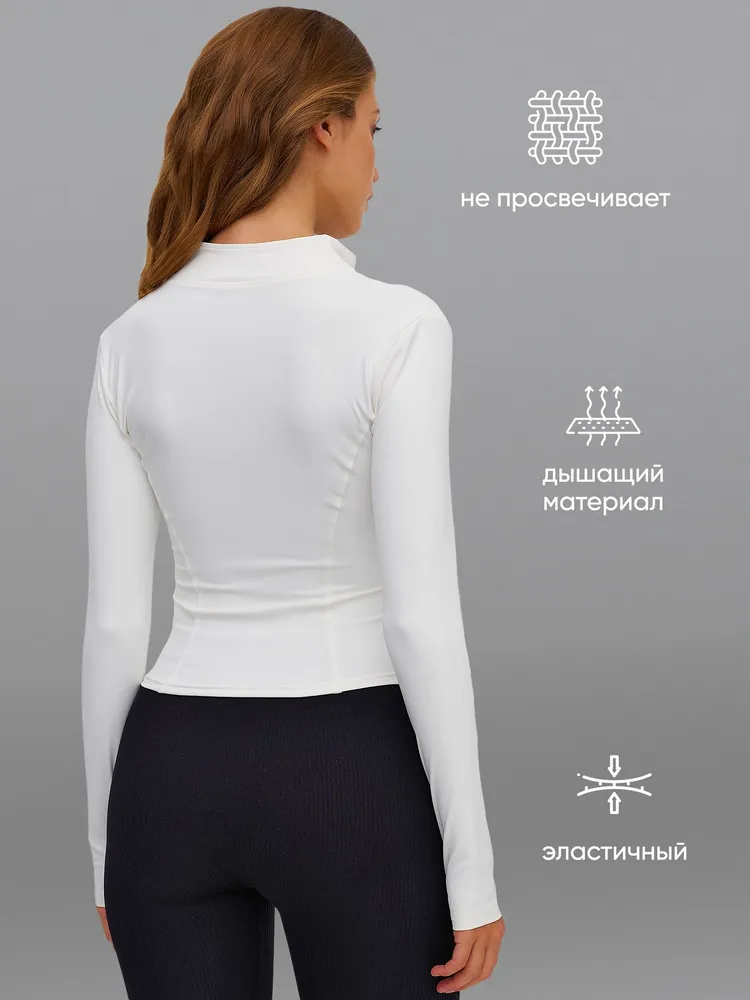 не просвечивает
дышащий
материал
эластичный